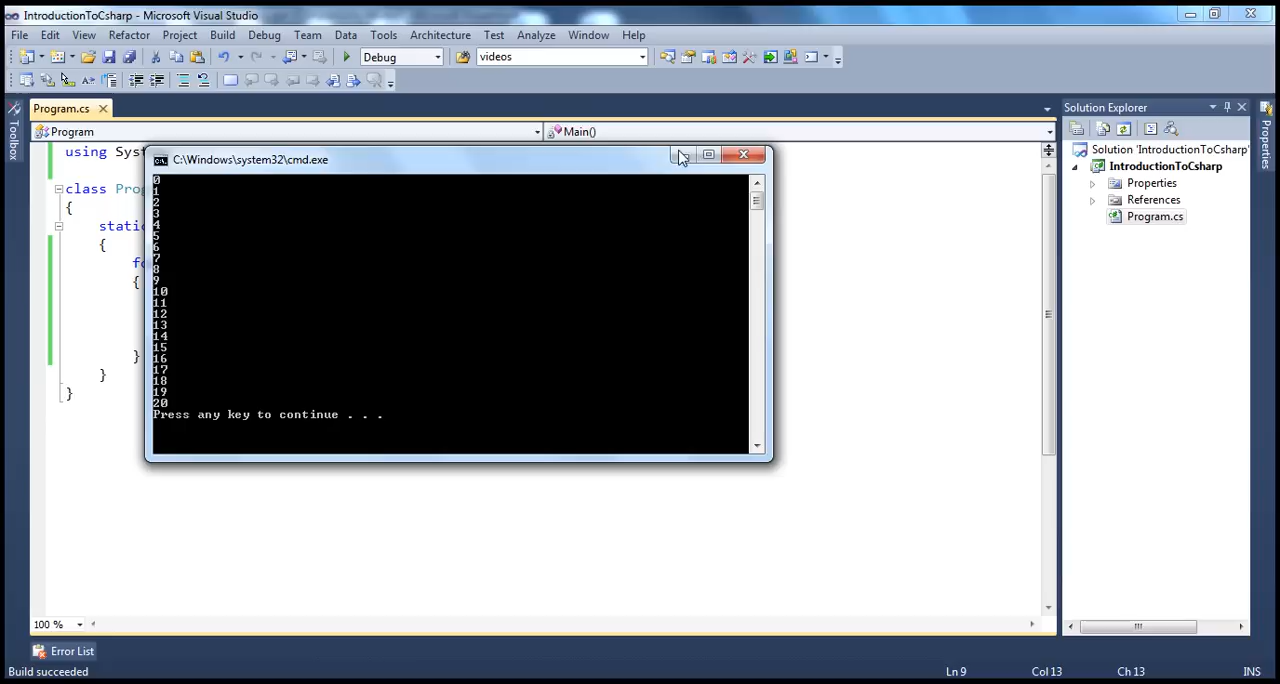 IntroductionToCsharp - Microsoft Visual Studio
File Edit View Refactor Project Build Debug Team Data Tools Architecture Test Analyze Window Help
Debug videos
Program.cs
Program Main()
Toolbox
using Syst
class Prog
{
static
{
fo
{
}
}
}
C:\Windows\system32\cmd.exe
0
1
2
3
4
5
6
7
8
9
10
11
12
13
14
15
16
17
18
19
20
Press any key to continue . . .
Solution Explorer
Solution 'IntroductionToCsharp'
IntroductionToCsharp
Properties
References
Program.cs
Properties
100 %
Error List
Build succeeded Ln 9 Col 13 Ch 13 INS